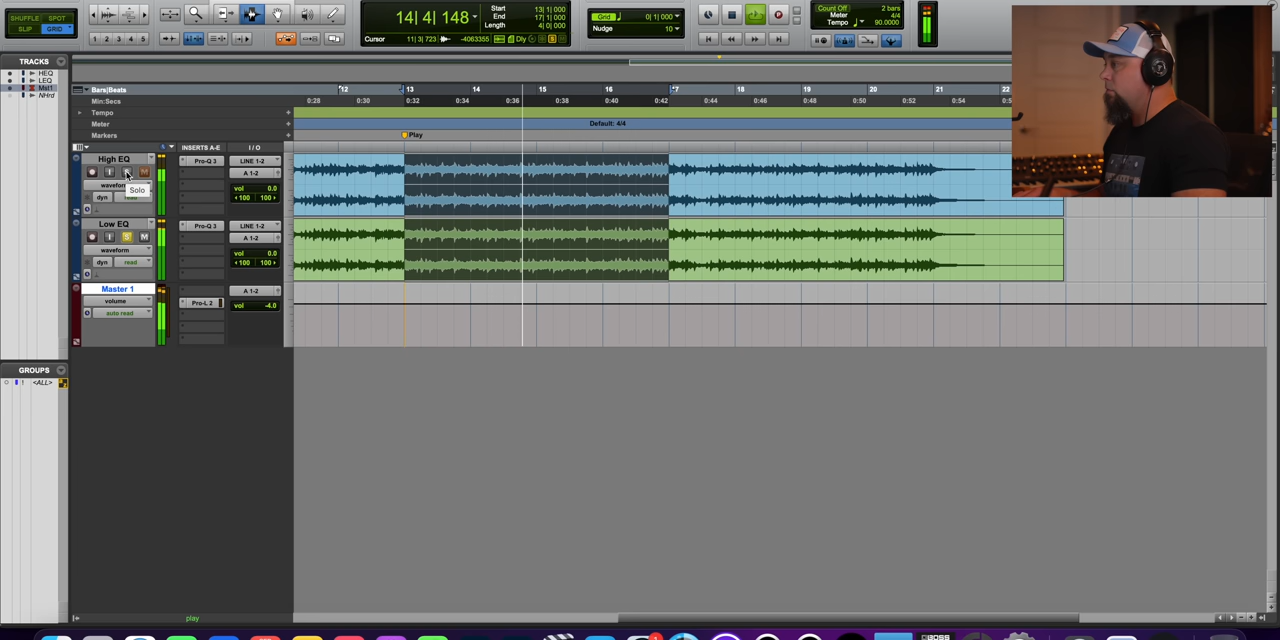 SHUFFLE SPOT
SLIP GRID
1 2 3 4 5
14| 4| 148
Start 13| 1| 000
End 17| 1| 000
Length 4| 0| 000
Cursor 11| 3| 723 -4063355 Dly S
Grid 0| 1| 000
Nudge 10
Count Off 2 bars
Meter 4/4
Tempo 90.0000
TRACKS
HEQ
LEQ
Mst1
NHrd
Bars|Beats
12 13 14 15 16 17 18 19 20 21 22
Min:Secs
0:28 0:30 0:32 0:34 0:36 0:38 0:40 0:42 0:44 0:46 0:48 0:50 0:52 0:54
Tempo
Meter
Default: 4/4
Markers
Play
INSERTS A-E I / O
High EQ
Pro-Q 3
LINE 1-2
I M
A 1-2
waveform
Solo
vol 0.0
dyn read
100 100
Low EQ
Pro-Q 3
LINE 1-2
I S M
A 1-2
waveform
vol 0.0
dyn read
100 100
Master 1
A 1-2
volume
Pro-L 2
vol -4.0
auto read
GROUPS
<ALL>
play
BOSS